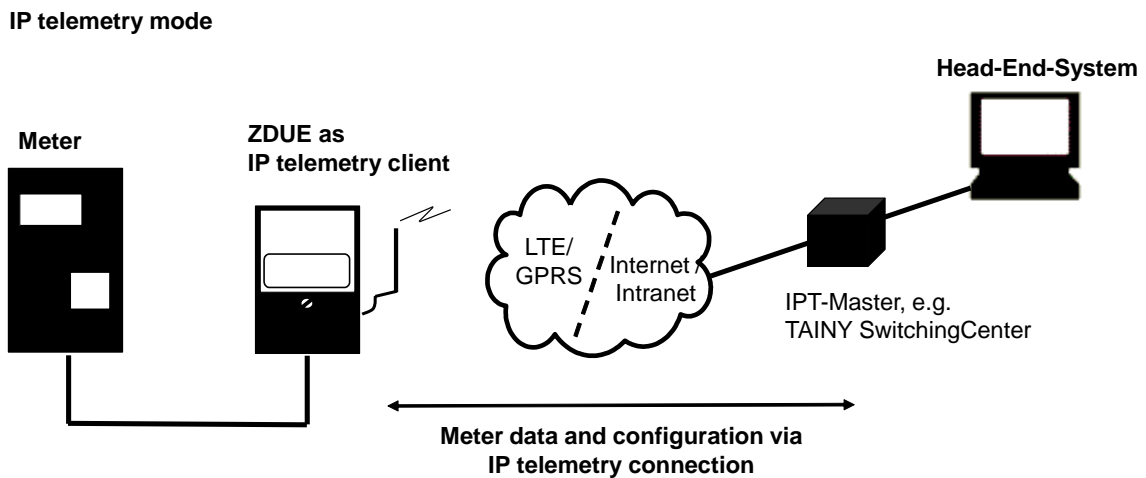 IP telemetry mode
Head-End-System
Meter
ZDUE as
IP telemetry client
LTE/
GPRS
Internet /
Intranet
IPT-Master, e.g.
TAINY SwitchingCenter
Meter data and configuration via
IP telemetry connection